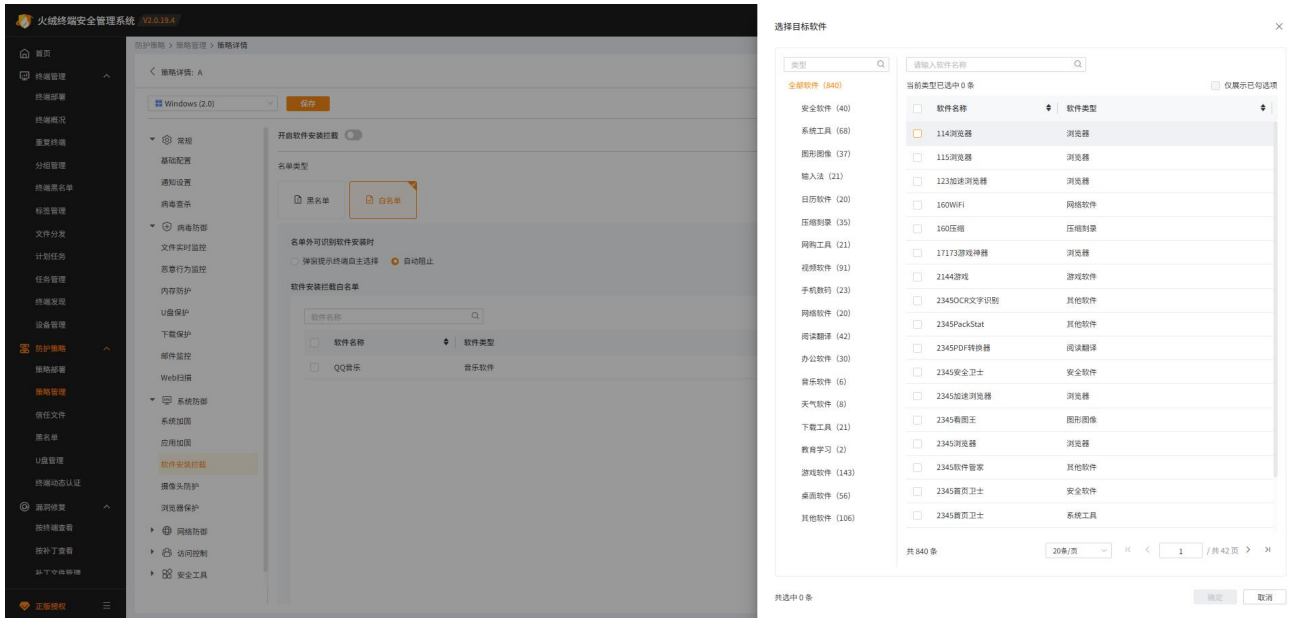 火绒终端安全管理系统 V2.0.19.4
首页
终端管理
终端部署
终端概况
重复终端
分组管理
终端黑名单
标签管理
文件分发
计划任务
任务管理
终端发现
设备管理
防护策略
策略部署
策略管理
信任文件
黑名单
U盘管理
终端动态认证
漏洞修复
按终端查看
按补丁查看
补丁文件管理
正版授权
防护策略 > 策略管理 > 策略详情
策略详情: A
Windows (2.0)
保存
常规
基础配置
通知设置
病毒查杀
病毒防御
文件实时监控
恶意行为监控
内存防护
U盘保护
下载保护
邮件监控
Web扫描
系统防御
系统加固
应用加固
软件安装拦截
摄像头防护
浏览器保护
网络防御
访问控制
安全工具
开启软件安装拦截
名单类型
黑名单
白名单
名单外可识别软件安装时
弹窗提示终端自主选择 自动阻止
软件安装拦截白名单
软件名称
软件名称 软件类型
QQ音乐 音乐软件
选择目标软件
类型
全部软件 (840)
安全软件 (40)
系统工具 (68)
图形图像 (37)
输入法 (21)
日历软件 (20)
压缩刻录 (35)
网购工具 (21)
视频软件 (91)
手机数码 (23)
网络软件 (20)
阅读翻译 (42)
办公软件 (30)
音乐软件 (6)
天气软件 (8)
下载工具 (21)
教育学习 (2)
游戏软件 (143)
桌面软件 (56)
其他软件 (106)
请输入软件名称
当前类型已选中 0 条 仅展示已勾选项
软件名称 软件类型
114浏览器 浏览器
115浏览器 浏览器
123加速浏览器 浏览器
160WiFi 网络软件
160压缩 压缩刻录
17173游戏神器 浏览器
2144游戏 游戏软件
2345OCR文字识别 其他软件
2345PackStat 其他软件
2345PDF转换器 阅读翻译
2345安全卫士 安全软件
2345加速浏览器 浏览器
2345看图王 图形图像
2345浏览器 浏览器
2345软件管家 其他软件
2345首页卫士 安全软件
2345首页卫士 系统工具
共 840 条 20条/页 1 / 共 42 页
共选中 0 条 确定 取消